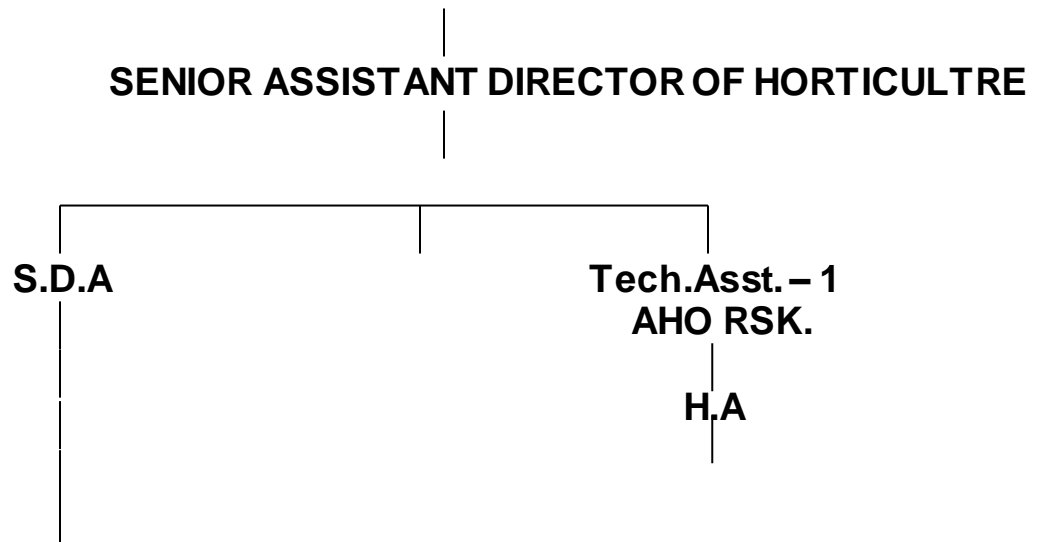 SENIOR ASSISTANT DIRECTOR OF HORTICULTRE
S.D.A
Tech.Asst. – 1
AHO RSK.
H.A